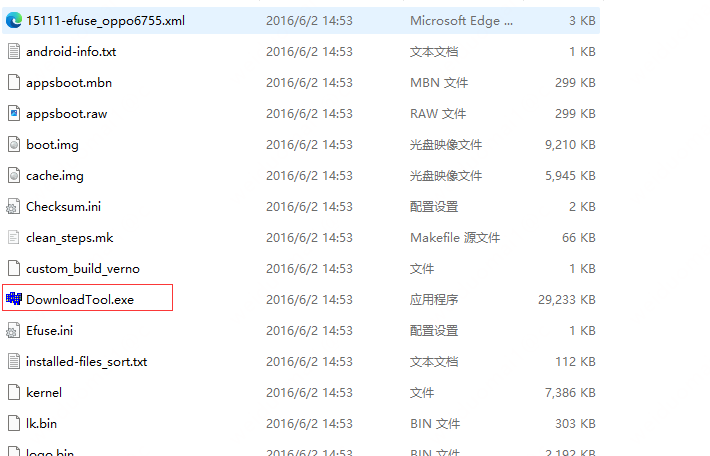 15111-efuse_oppo6755.xml 2016/6/2 14:53 Microsoft Edge ... 3 KB
android-info.txt 2016/6/2 14:53 文本文档 1 KB
appsboot.mbn 2016/6/2 14:53 MBN 文件 299 KB
appsboot.raw 2016/6/2 14:53 RAW 文件 299 KB
boot.img 2016/6/2 14:53 光盘映像文件 9,210 KB
cache.img 2016/6/2 14:53 光盘映像文件 5,945 KB
Checksum.ini 2016/6/2 14:53 配置设置 2 KB
clean_steps.mk 2016/6/2 14:53 Makefile 源文件 66 KB
custom_build_verno 2016/6/2 14:53 文件 1 KB
DownloadTool.exe 2016/6/2 14:53 应用程序 29,233 KB
Efuse.ini 2016/6/2 14:53 配置设置 1 KB
installed-files_sort.txt 2016/6/2 14:53 文本文档 112 KB
kernel 2016/6/2 14:53 文件 7,386 KB
lk.bin 2016/6/2 14:53 BIN 文件 303 KB
logo.bin 2016/6/2 14:53 BIN 文件 2,192 KB